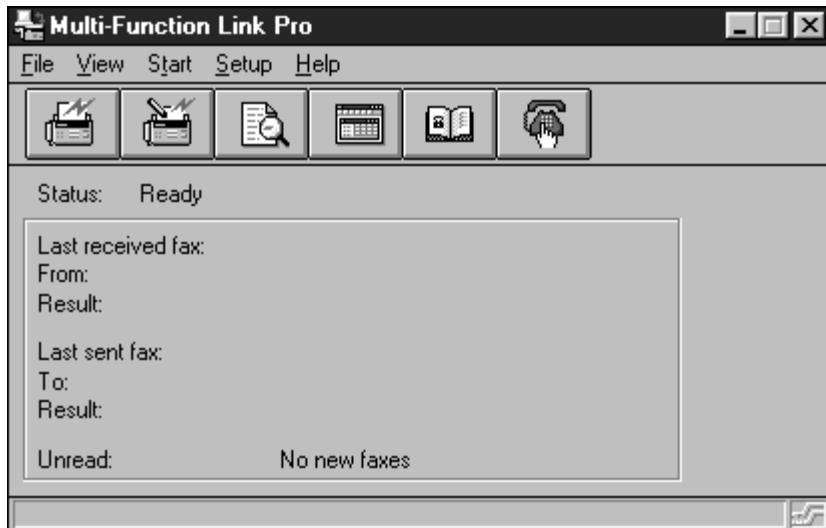 Multi-Function Link Pro
File View Start Setup Help
Status: Ready
Last received fax:
From:
Result:
Last sent fax:
To:
Result:
Unread: No new faxes